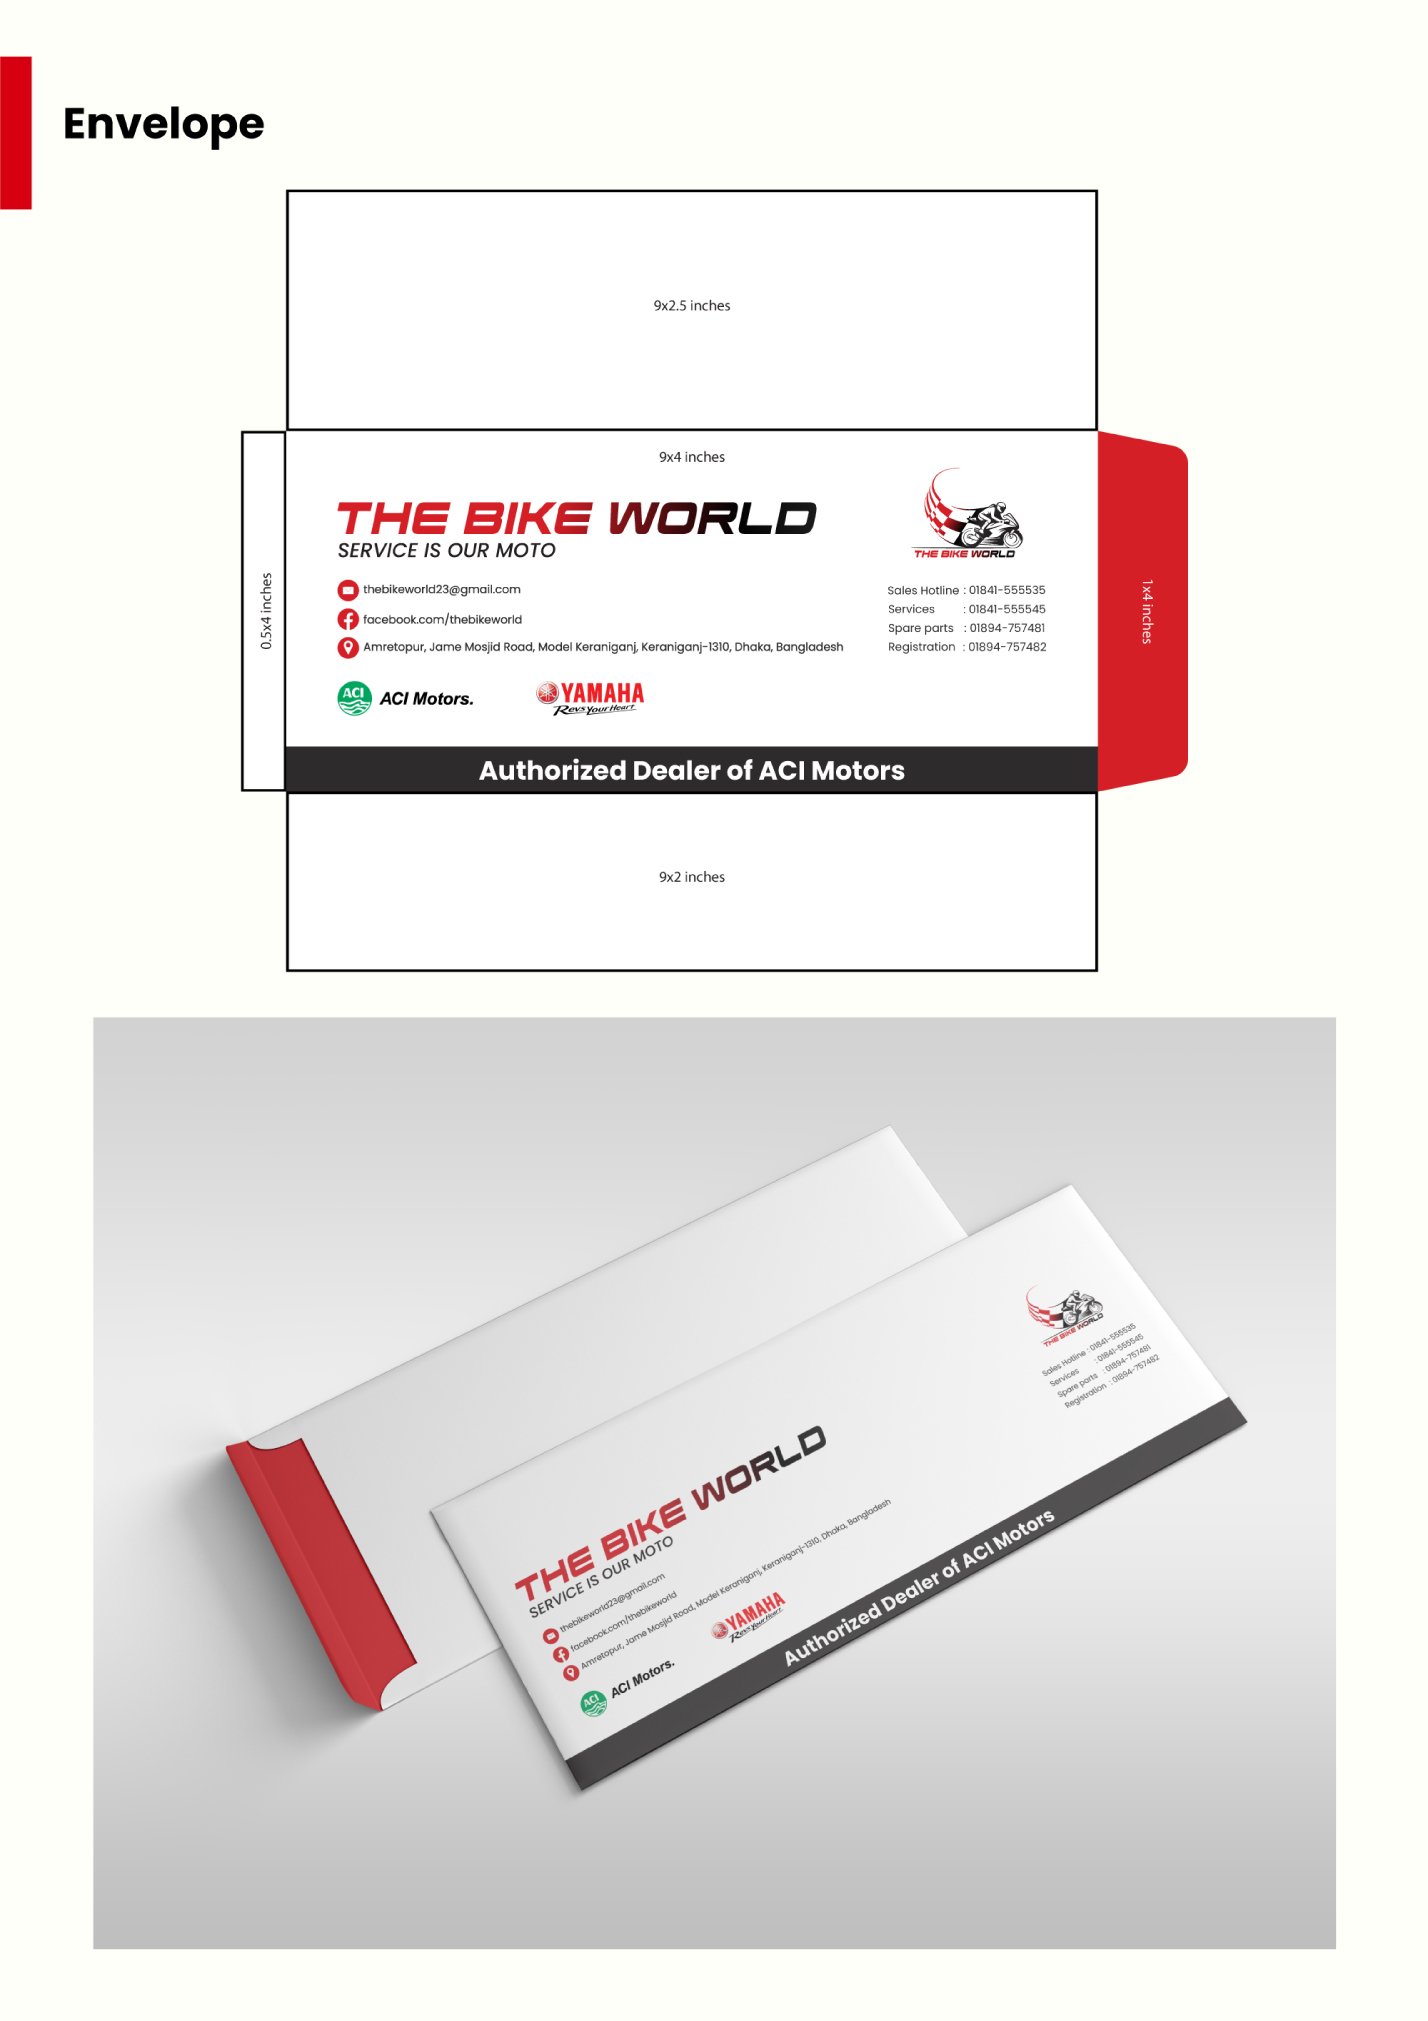 Envelope
9x2.5 inches
9x4 inches
THE BIKE WORLD
SERVICE IS OUR MOTO
THE BIKE WORLD
thebikeworld23@gmail.com
facebook.com/thebikeworld
Amretopur, Jame Mosjid Road, Model Keraniganj, Keraniganj-1310, Dhaka, Bangladesh
Sales Hotline : 01841-555535
Services : 01841-555545
Spare parts : 01894-757481
Registration : 01894-757482
0.5x4 inches
1x4 inches
ACI
ACI Motors.
YAMAHA
Revs Your Heart
Authorized Dealer of ACI Motors
9x2 inches
THE BIKE WORLD
Sales Hotline : 01841-555535
Services : 01841-555545
Spare parts : 01894-757481
Registration : 01894-757482
THE BIKE WORLD
SERVICE IS OUR MOTO
thebikeworld23@gmail.com
facebook.com/thebikeworld
Amretopur, Jame Mosjid Road, Model Keraniganj, Keraniganj-1310, Dhaka, Bangladesh
ACI
ACI Motors.
YAMAHA
Revs Your Heart
Authorized Dealer of ACI Motors